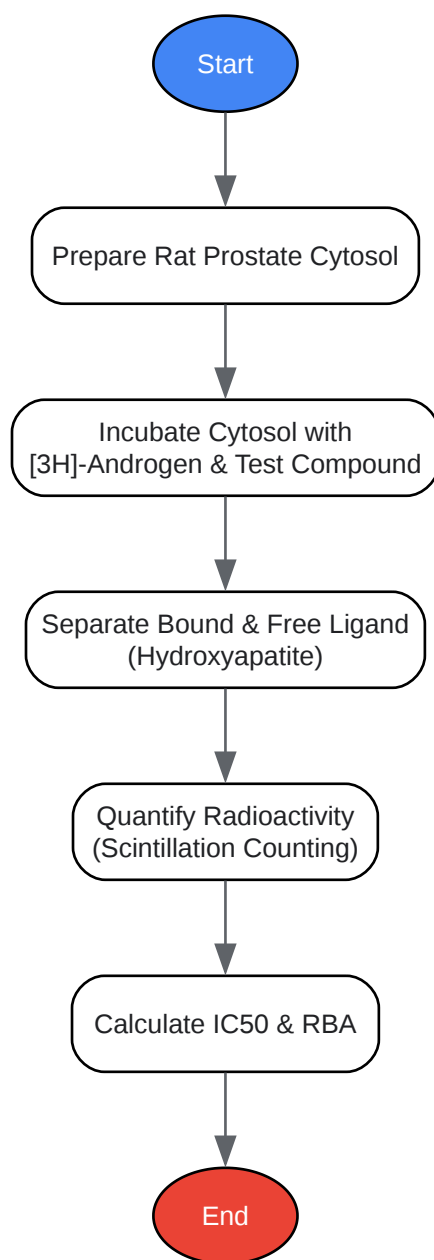 Start
Prepare Rat Prostate Cytosol
Incubate Cytosol with
[3H]-Androgen & Test Compound
Separate Bound & Free Ligand
(Hydroxyapatite)
Quantify Radioactivity
(Scintillation Counting)
Calculate IC50 & RBA
End